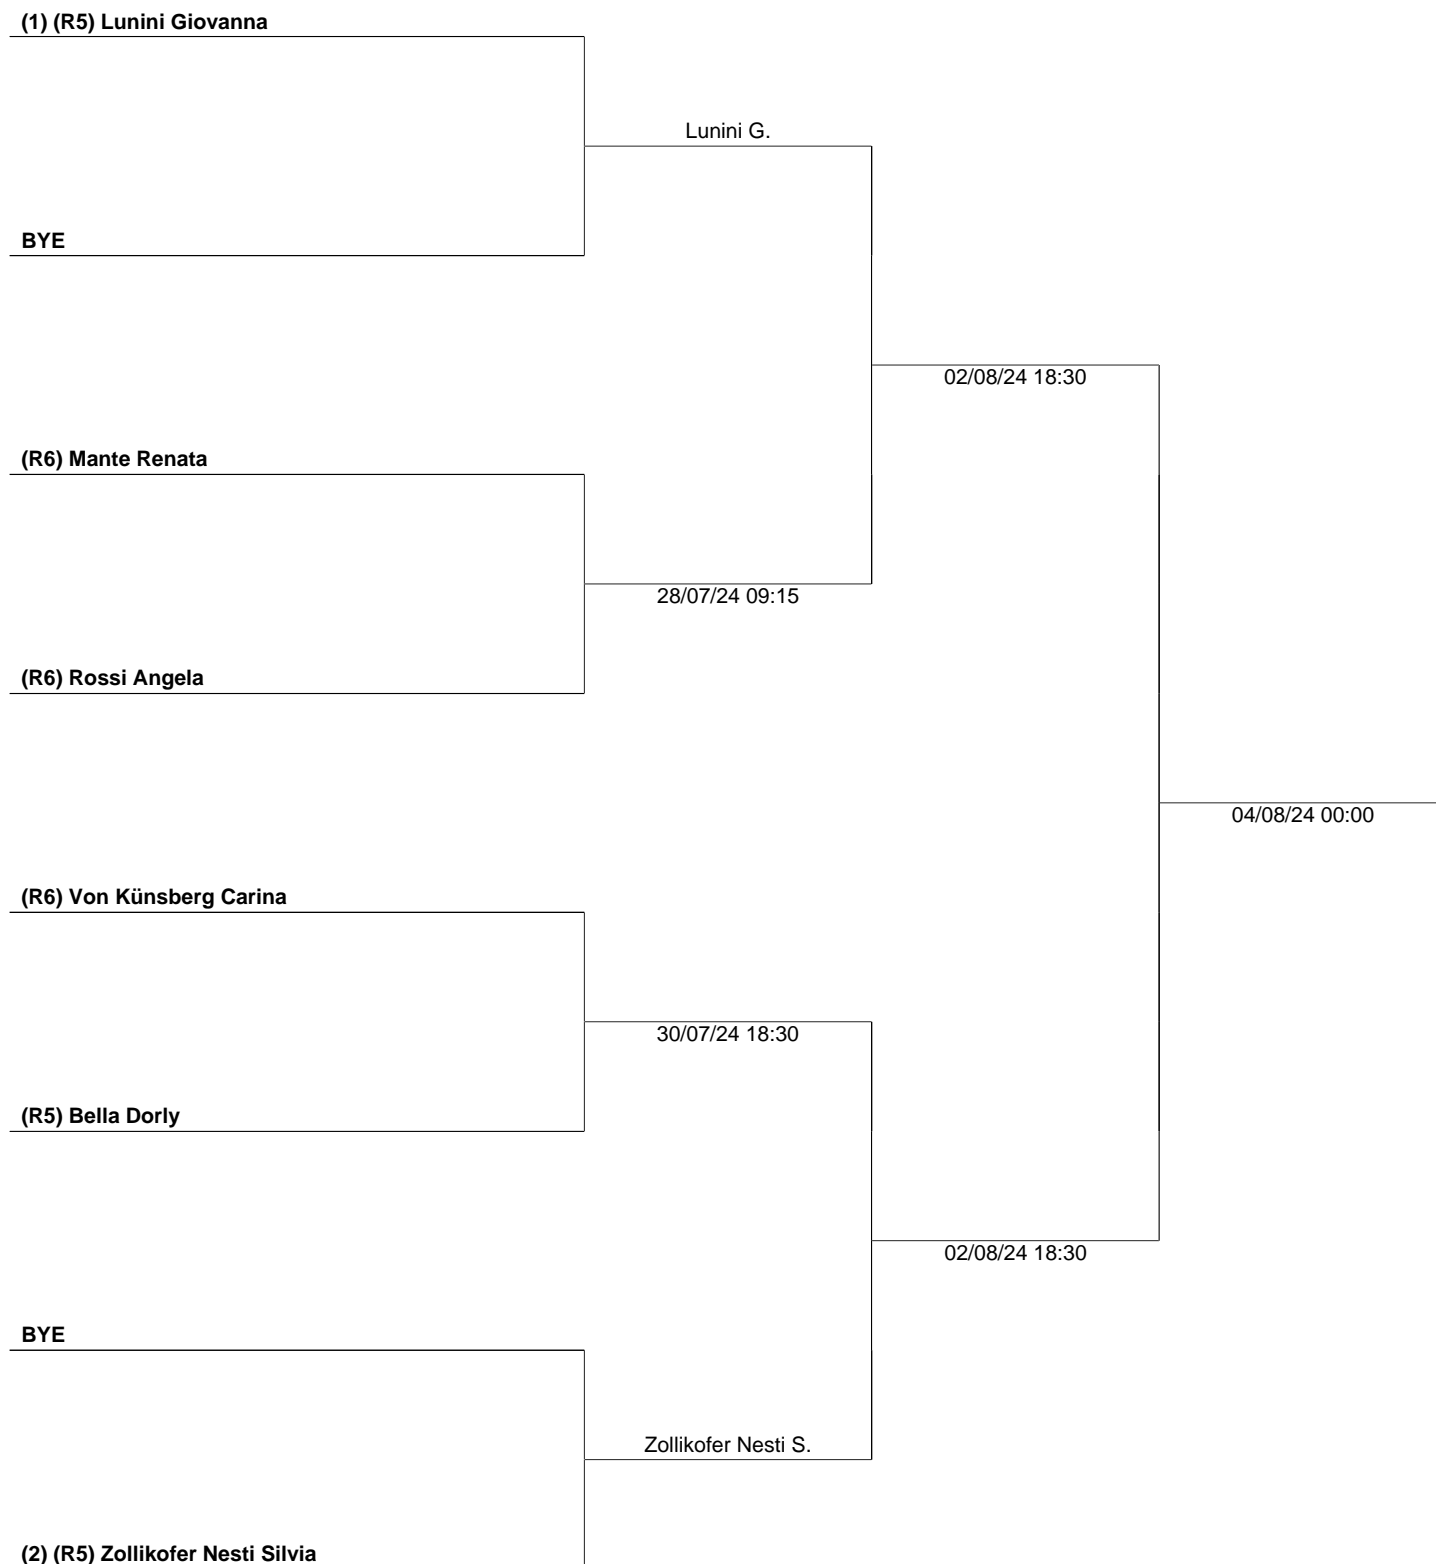 (1) (R5) Lunini Giovanna
Lunini G.
BYE
02/08/24 18:30
(R6) Mante Renata
28/07/24 09:15
(R6) Rossi Angela
04/08/24 00:00
(R6) Von Künsberg Carina
30/07/24 18:30
(R5) Bella Dorly
02/08/24 18:30
BYE
Zollikofer Nesti S.
(2) (R5) Zollikofer Nesti Silvia